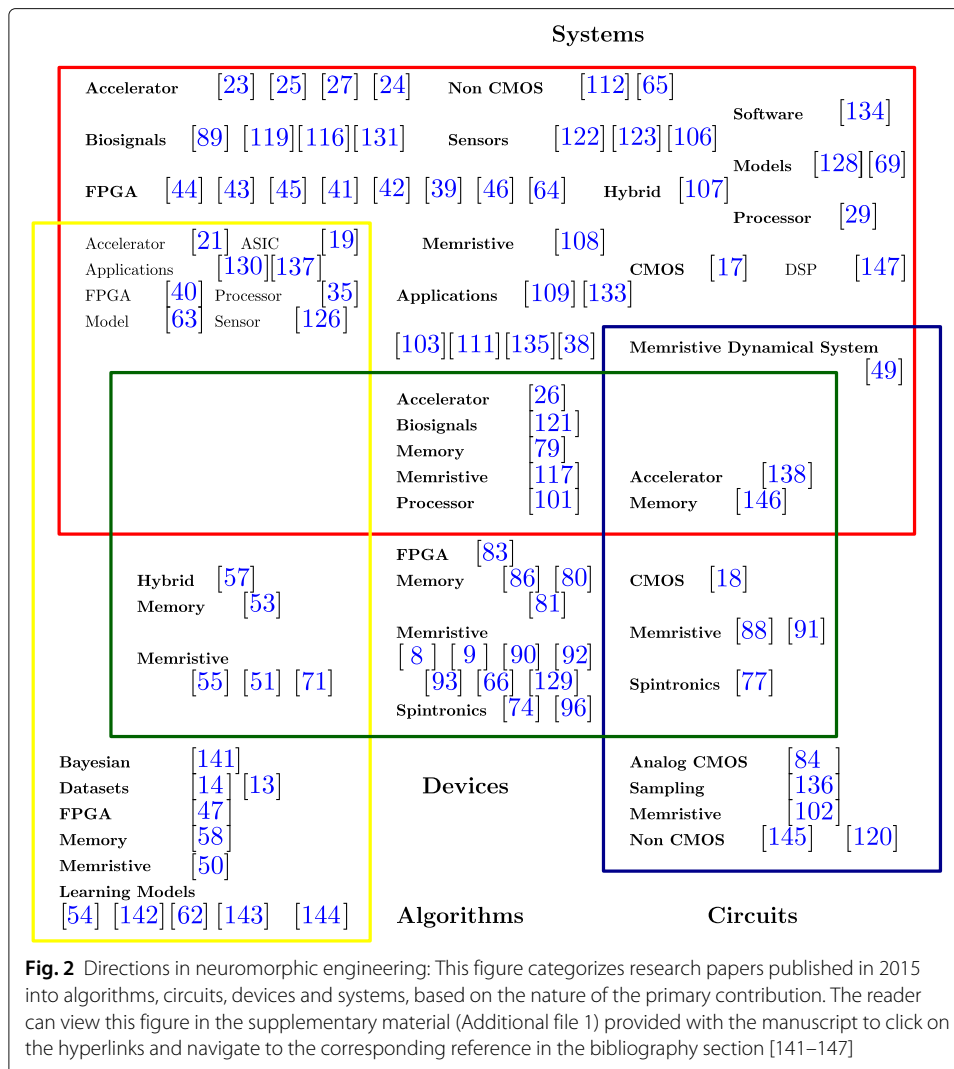 Systems
Accelerator [23] [25] [27] [24] Non CMOS [112] [65]
Software [134]
Biosignals [89] [119] [116] [131] Sensors [122] [123] [106]
Models [128] [69]
FPGA [44] [43] [45] [41] [42] [39] [46] [64] Hybrid [107]
Processor [29]
Accelerator [21] ASIC [19] Memristive [108]
Applications [130] [137] CMOS [17] DSP [147]
FPGA [40] Processor [35] Applications [109] [133]
Model [63] Sensor [126]
[103] [111] [135] [38] Memristive Dynamical System
[49]
Accelerator [26]
Biosignals [121]
Memory [79]
Memristive [117] Accelerator [138]
Processor [101] Memory [146]
FPGA [83]
Hybrid [57] Memory [86] [80] CMOS [18]
Memory [53] [81]
Memristive Memristive [88] [91]
Memristive [8] [9] [90] [92]
[55] [51] [71] [93] [66] [129] Spintronics [77]
Spintronics [74] [96]
Bayesian [141] Analog CMOS [84]
Datasets [14] [13] Devices Sampling [136]
FPGA [47] Memristive [102]
Memory [58] Non CMOS [145] [120]
Memristive [50]
Learning Models
[54] [142] [62] [143] [144] Algorithms Circuits
Fig. 2 Directions in neuromorphic engineering: This figure categorizes research papers published in 2015
into algorithms, circuits, devices and systems, based on the nature of the primary contribution. The reader
can view this figure in the supplementary material (Additional file 1) provided with the manuscript to click on
the hyperlinks and navigate to the corresponding reference in the bibliography section [141–147]